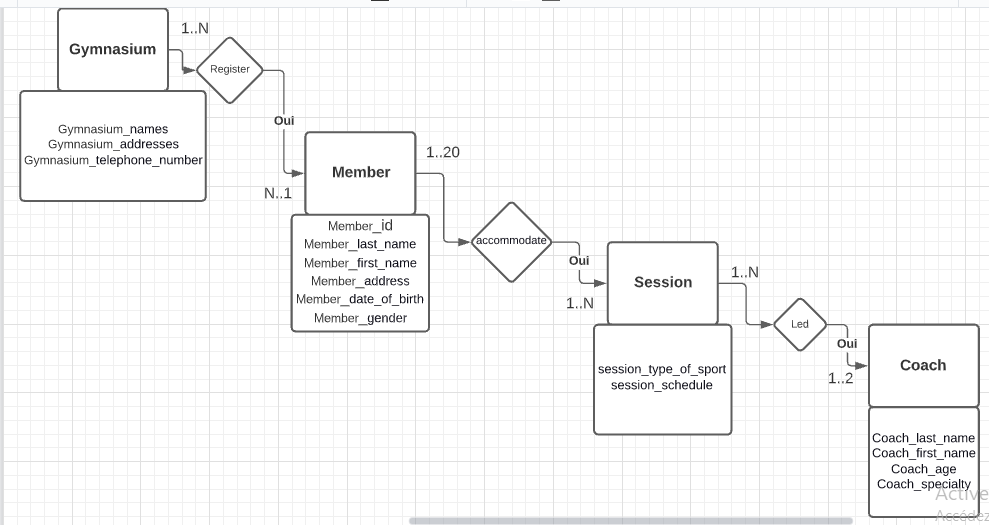 Gymnasium
1..N
Register
Gymnasium_names
Gymnasium_addresses
Gymnasium_telephone_number
Oui
N..1
Member
1..20
Member_id
Member_last_name
Member_first_name
Member_address
Member_date_of_birth
Member_gender
accommodate
Oui
1..N
Session
1..N
session_type_of_sport
session_schedule
Led
Oui
1..2
Coach
Coach_last_name
Coach_first_name
Coach_age
Coach_specialty
Active
Accédez